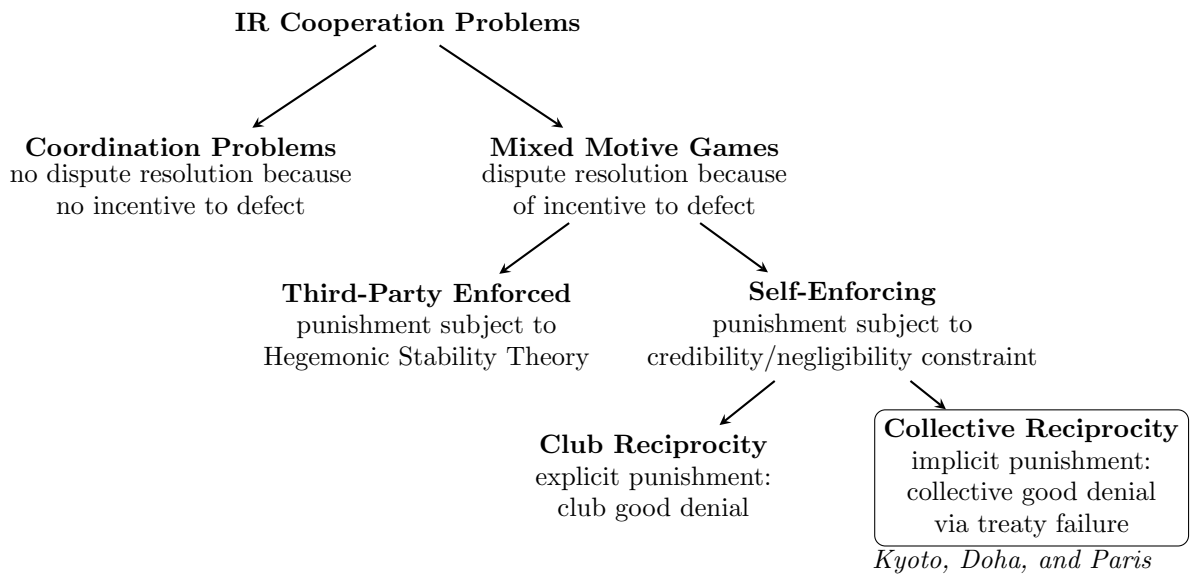 IR Cooperation Problems
Coordination Problems
no dispute resolution because
no incentive to defect
Mixed Motive Games
dispute resolution because
of incentive to defect
Third-Party Enforced
punishment subject to
Hegemonic Stability Theory
Self-Enforcing
punishment subject to
credibility/negligibility constraint
Club Reciprocity
explicit punishment:
club good denial
Collective Reciprocity
implicit punishment:
collective good denial
via treaty failure
Kyoto, Doha, and Paris